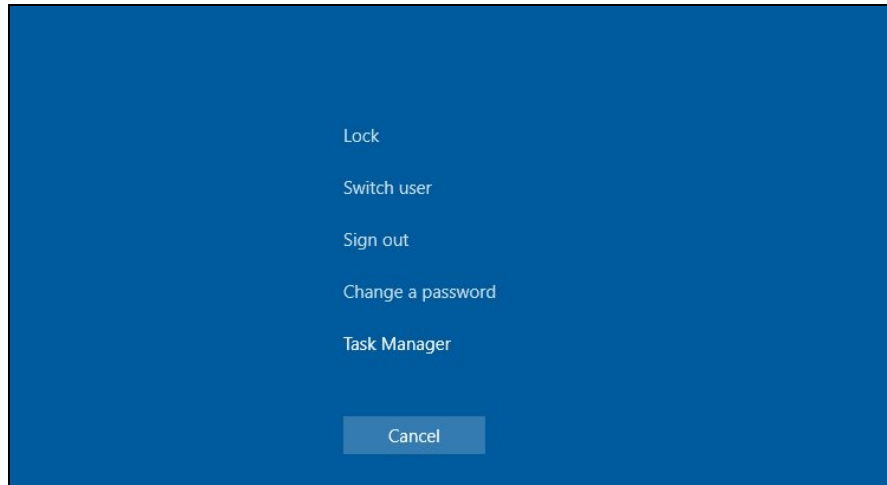 Lock
Switch user
Sign out
Change a password
Task Manager
Cancel